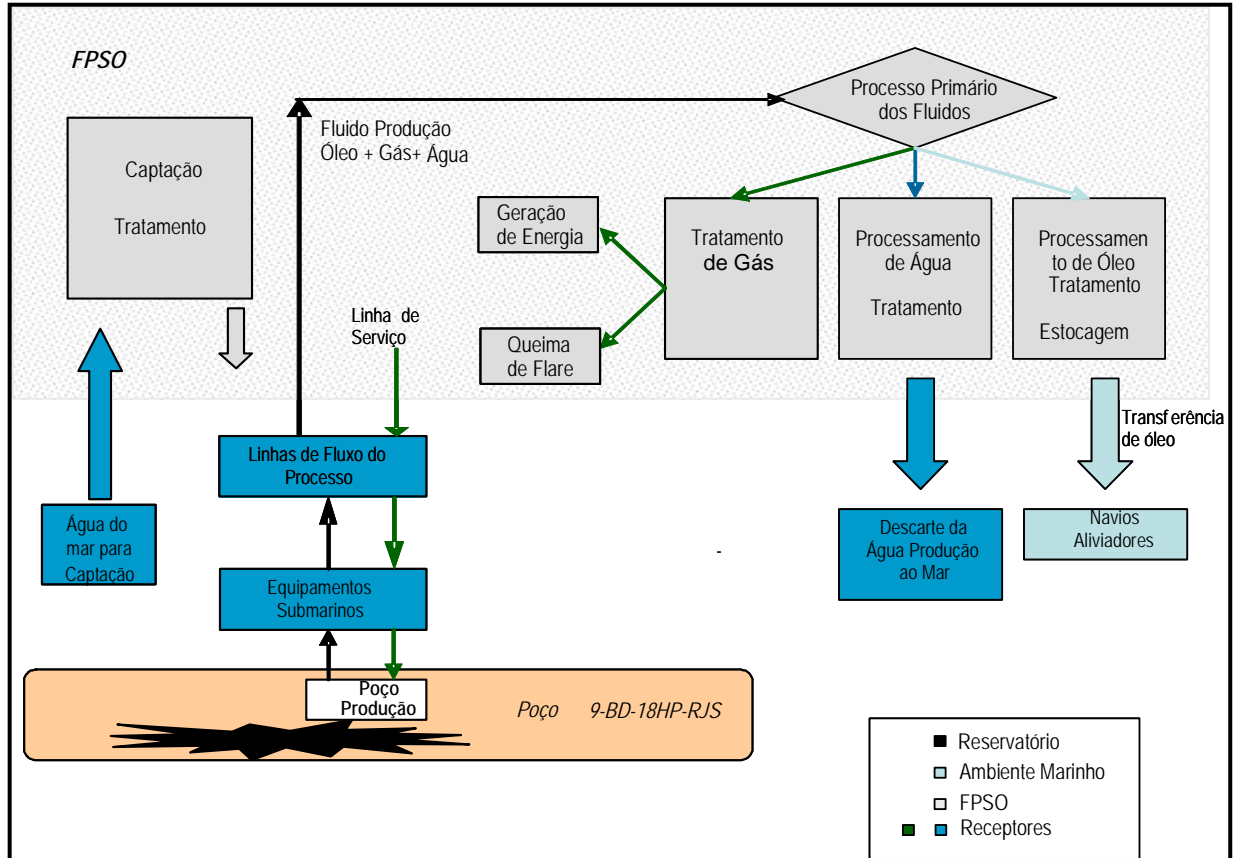 FPSO
Captação
Tratamento
Fluido Produção
Óleo + Gás+ Água
Processo Primário
dos Fluidos
Geração
de Energia
Queima
de Flare
Tratamento
de Gás
Processamento
de Água
Tratamento
Processamen
to de Óleo
Tratamento
Estocagem
Linha de
Serviço
Transferência
de óleo
Linhas de Fluxo do
Processo
Água do
mar para
Captação
Equipamentos
Submarinos
Descarte da
Água Produção
ao Mar
Navios
Aliviadores
-
Poço
Produção
Poço 9-BD-18HP-RJS
Reservatório
Ambiente Marinho
FPSO
Receptores